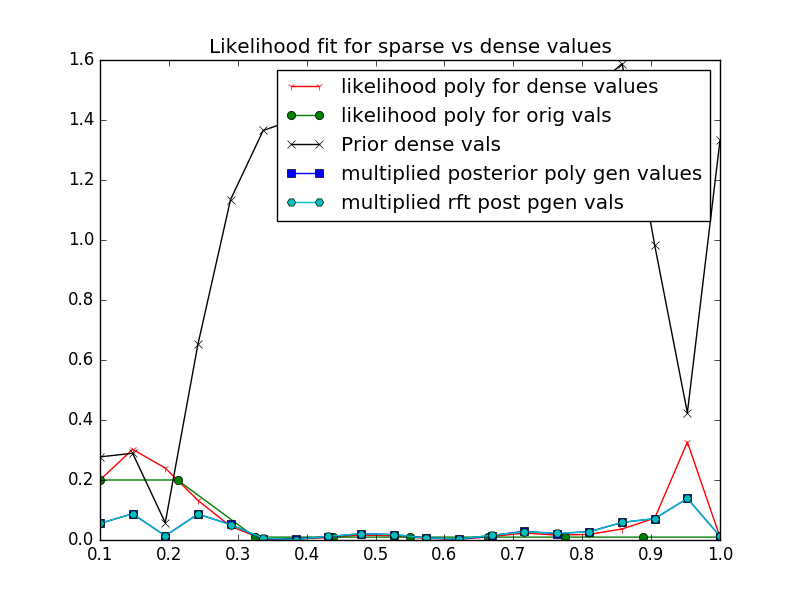 Likelihood fit for sparse vs dense values
1.6
1.4
1.2
1.0
0.8
0.6
0.4
0.2
0.0
likelihood poly for dense values
likelihood poly for orig vals
Prior dense vals
multiplied posterior poly gen values
multiplied rft post pgen vals
0.1 0.2 0.3 0.4 0.5 0.6 0.7 0.8 0.9 1.0